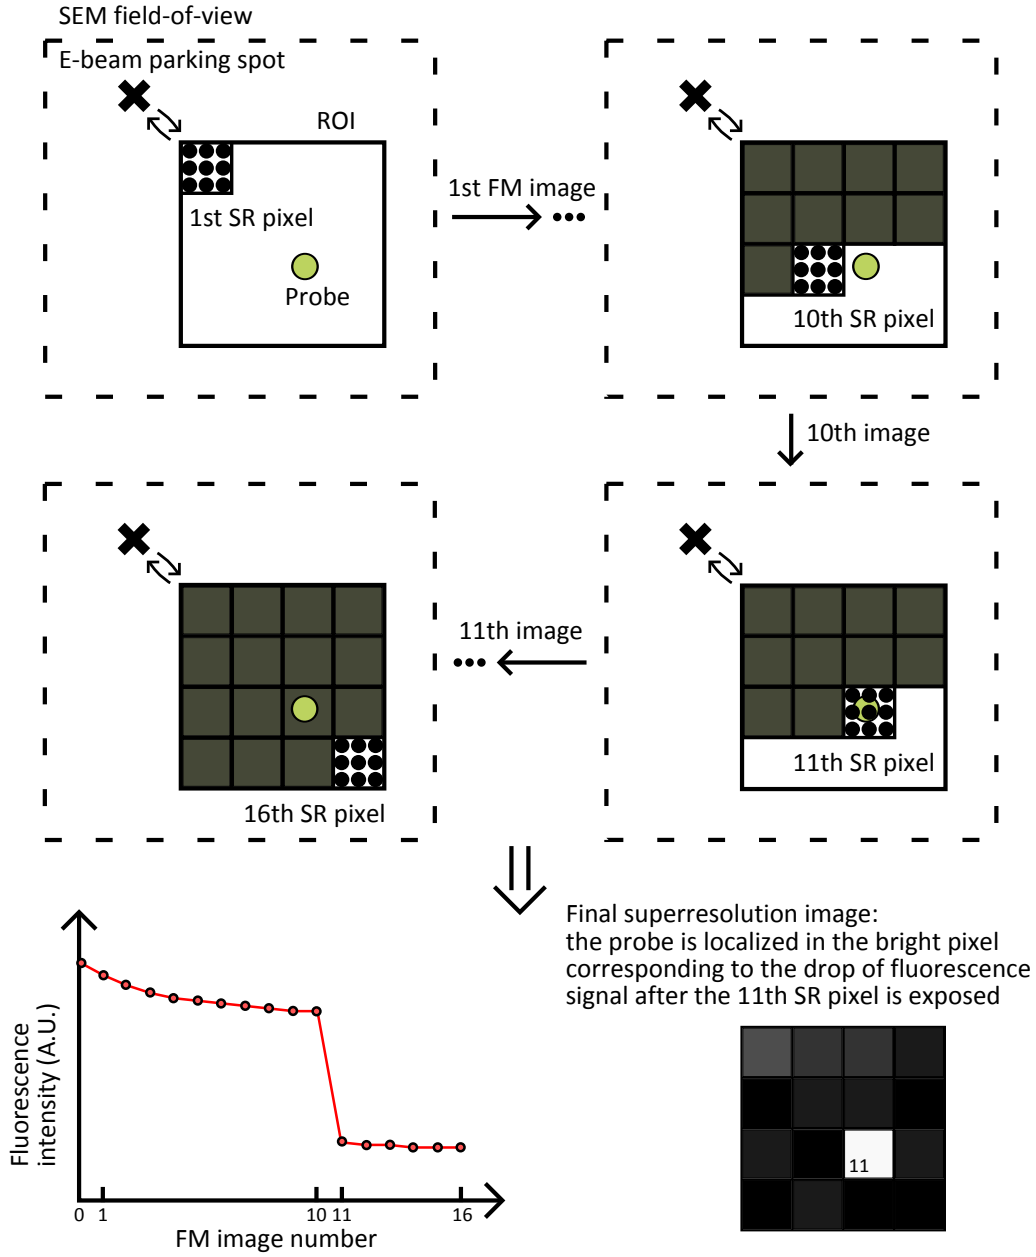 SEM field-of-view
E-beam parking spot
ROI
1st SR pixel
Probe
1st FM image
10th SR pixel
10th image
11th SR pixel
11th image
16th SR pixel
Final superresolution image:
the probe is localized in the bright pixel
corresponding to the drop of fluorescence
signal after the 11th SR pixel is exposed
Fluorescence
intensity (A.U.)
0 1 10 11 16
FM image number
11